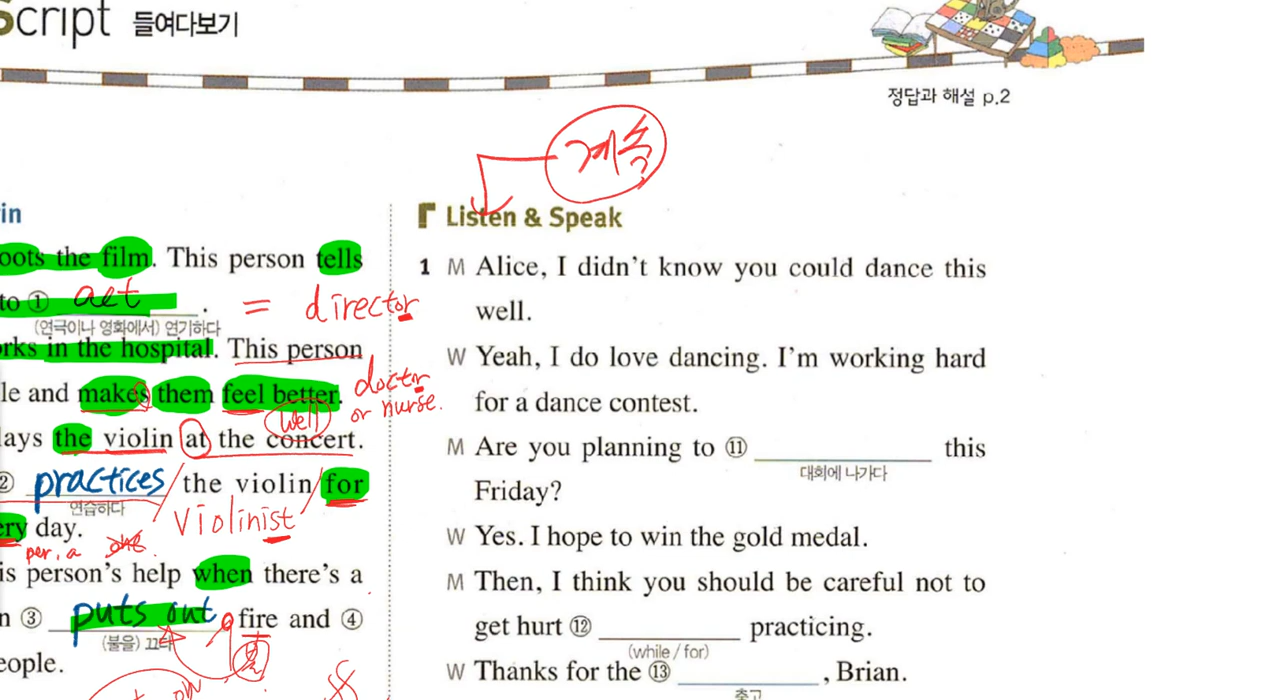 Script 들여다보기
정답과 해설 p.2
계속
rin
oots the film. This person tells
to ① act .
= director
(연극이나 영화에서) 연기하다
orks in the hospital. This person
le and makes them feel better.
doctor
or nurse.
well
lays the violin at the concert.
② practices the violin for
연습하다
violinist
ery day.
per, a one
is person's help when there's a
n ③ puts out fire and ④
(불을) 끄다
eople.
Listen & Speak
1 M Alice, I didn't know you could dance this
well.
W Yeah, I do love dancing. I'm working hard
for a dance contest.
M Are you planning to ⑪ ____________ this
대회에 나가다
Friday?
W Yes. I hope to win the gold medal.
M Then, I think you should be careful not to
get hurt ⑫ __________ practicing.
(while / for)
W Thanks for the ⑬ __________, Brian.
충고